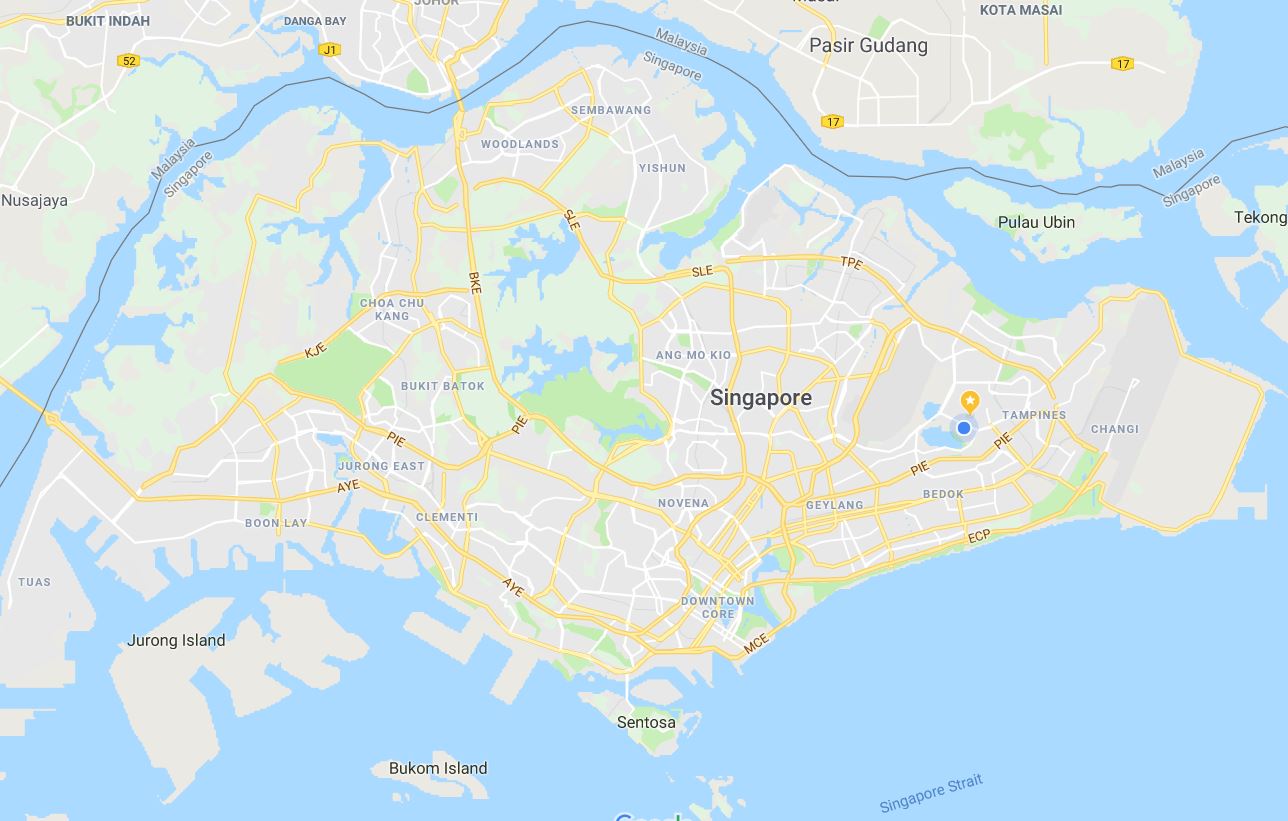 JOHOR
BUKIT INDAH
DANGA BAY
KOTA MASAI
J1
Malaysia
Singapore
Pasir Gudang
52
17
17
SEMBAWANG
WOODLANDS
YISHUN
Malaysia
Singapore
Malaysia
Singapore
Nusajaya
SLE
Pulau Ubin
Tekong
BKE
SLE
TPE
CHOA CHU
KANG
KJE
ANG MO KIO
BUKIT BATOK
Singapore
PIE
PIE
TAMPINES
CHANGI
PIE
PIE
JURONG EAST
AYE
BEDOK
NOVENA
GEYLANG
CLEMENTI
BOON LAY
ECP
TUAS
AYE
DOWNTOWN
CORE
MCE
Jurong Island
Sentosa
Bukom Island
Singapore Strait
Google